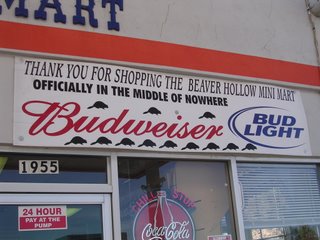 MART
THANK YOU FOR SHOPPING THE BEAVER HOLLOW MINI MART
OFFICIALLY IN THE MIDDLE OF NOWHERE
Budweiser
BUD
LIGHT
1955
24 HOUR
PAY AT THE
PUMP
Coca-Cola